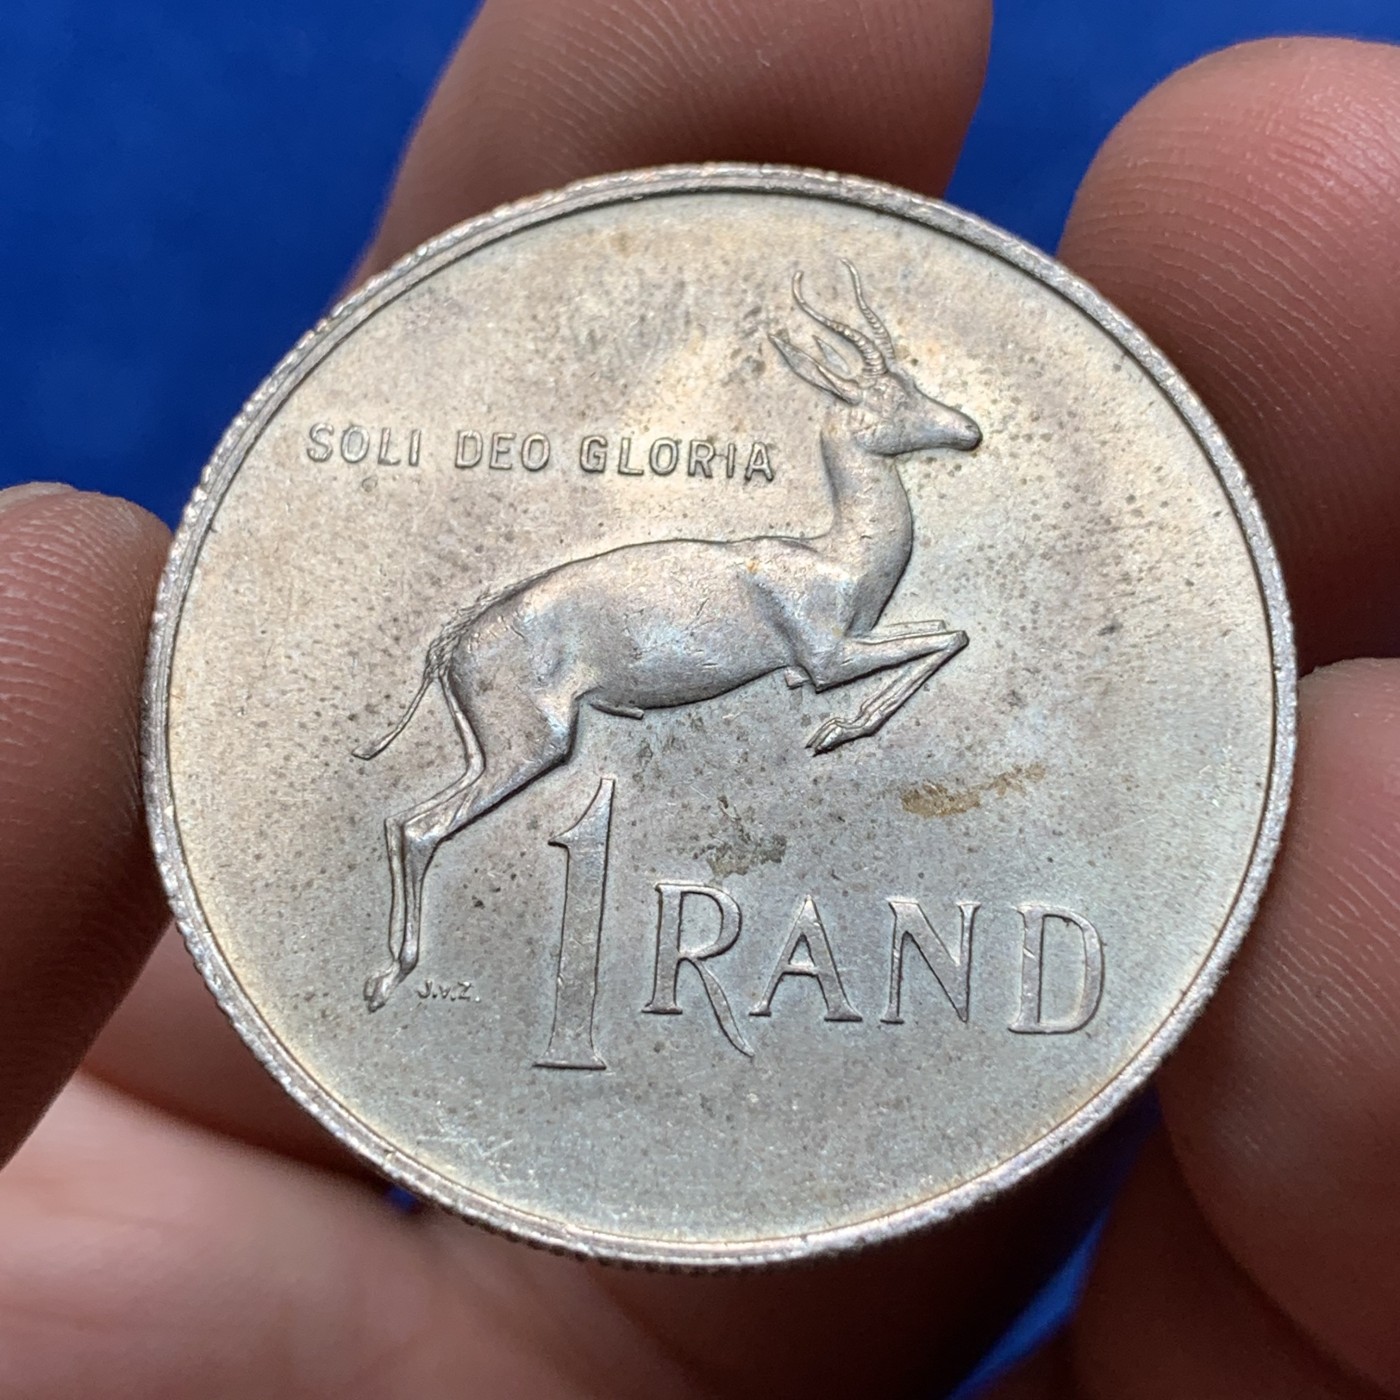 SOLI DEO GLORIA
J.v.Z.
1 RAND